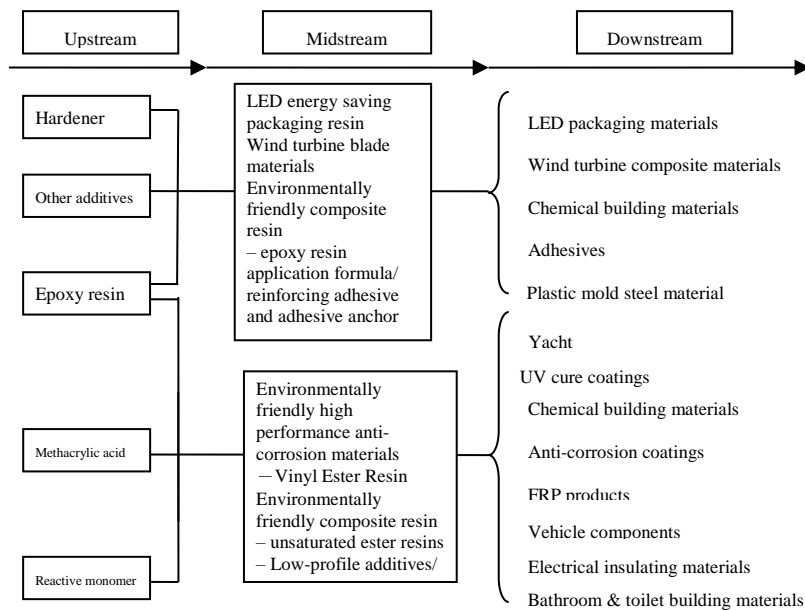 Upstream
Midstream
Downstream
Hardener
Other additives
Epoxy resin
Methacrylic acid
Reactive monomer
LED energy saving
packaging resin
Wind turbine blade
materials
Environmentally
friendly composite
resin
– epoxy resin
application formula/
reinforcing adhesive
and adhesive anchor
Environmentally
friendly high
performance anti-
corrosion materials
－Vinyl Ester Resin
Environmentally
friendly composite resin
– unsaturated ester resins
– Low-profile additives/
LED packaging materials
Wind turbine composite materials
Chemical building materials
Adhesives
Plastic mold steel material
Yacht
UV cure coatings
Chemical building materials
Anti-corrosion coatings
FRP products
Vehicle components
Electrical insulating materials
Bathroom & toilet building materials